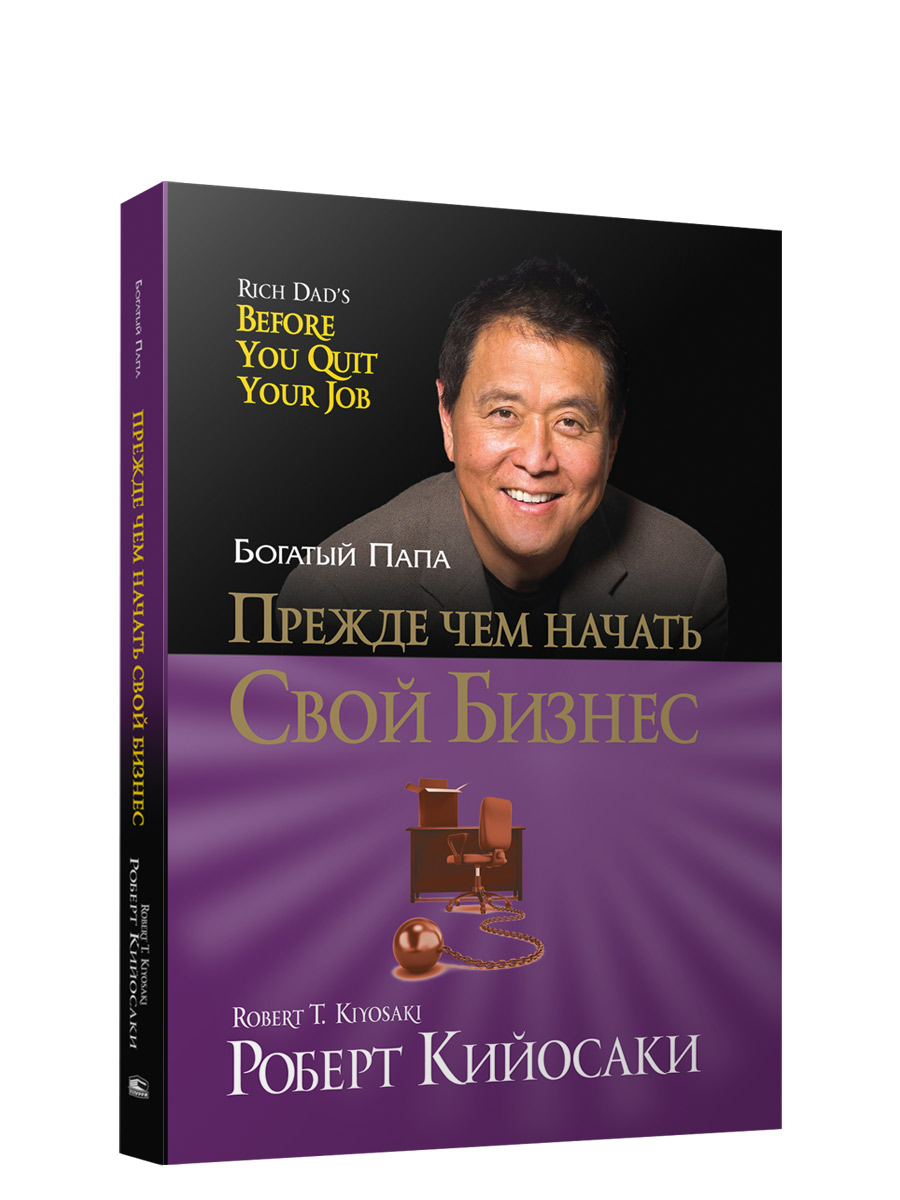 Rich Dad's
Before
You Quit
Your Job
Богатый Папа
Прежде чем начать
Свой Бизнес
Robert T. Kiyosaki
Роберт Кийосаки
Богатый Папа
Прежде чем начать свой бизнес
Robert T. Kiyosaki
Роберт Кийосаки